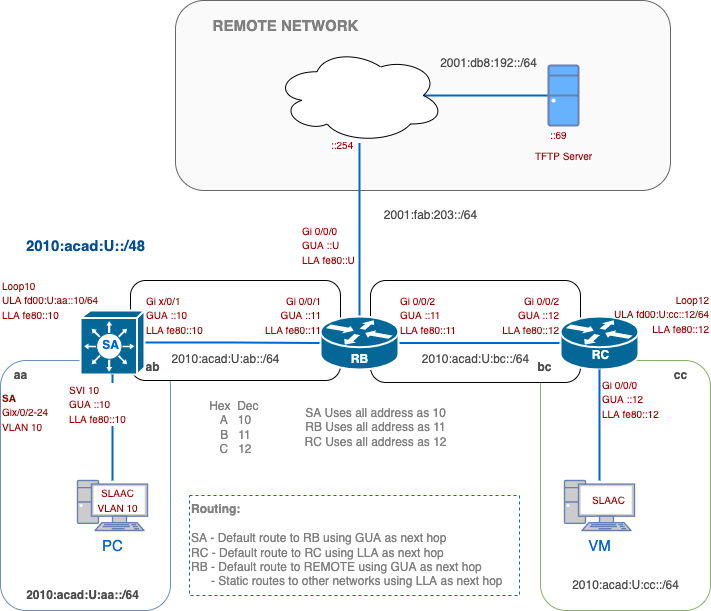 REMOTE NETWORK
2001:db8:192::/64
::69
TFTP Server
::254
2001:fab:203::/64
Gi 0/0/0
GUA ::U
LLA fe80::U
2010:acad:U::/48
Loop10
ULA fd00:U:aa::10/64
LLA fe80::10
Gi x/0/1
GUA ::10
LLA fe80::10
Gi 0/0/1
GUA ::11
LLA fe80::11
Gi 0/0/2
GUA ::11
LLA fe80::11
Gi 0/0/2
GUA ::12
LLA fe80::12
Loop12
ULA fd00:U:cc::12/64
LLA fe80::12
SA
RB
RC
2010:acad:U:ab::/64
2010:acad:U:bc::/64
aa
ab
bc
cc
SA
Gix/0/2-24
VLAN 10
SVI 10
GUA ::10
LLA fe80::10
Gi 0/0/0
GUA ::12
LLA fe80::12
Hex Dec
A 10
B 11
C 12
SA Uses all address as 10
RB Uses all address as 11
RC Uses all address as 12
SLAAC
VLAN 10
PC
2010:acad:U:aa::/64
SLAAC
VM
2010:acad:U:cc::/64
Routing:
SA - Default route to RB using GUA as next hop
RC - Default route to RC using LLA as next hop
RB - Default route to REMOTE using GUA as next hop
- Static routes to other networks using LLA as next hop